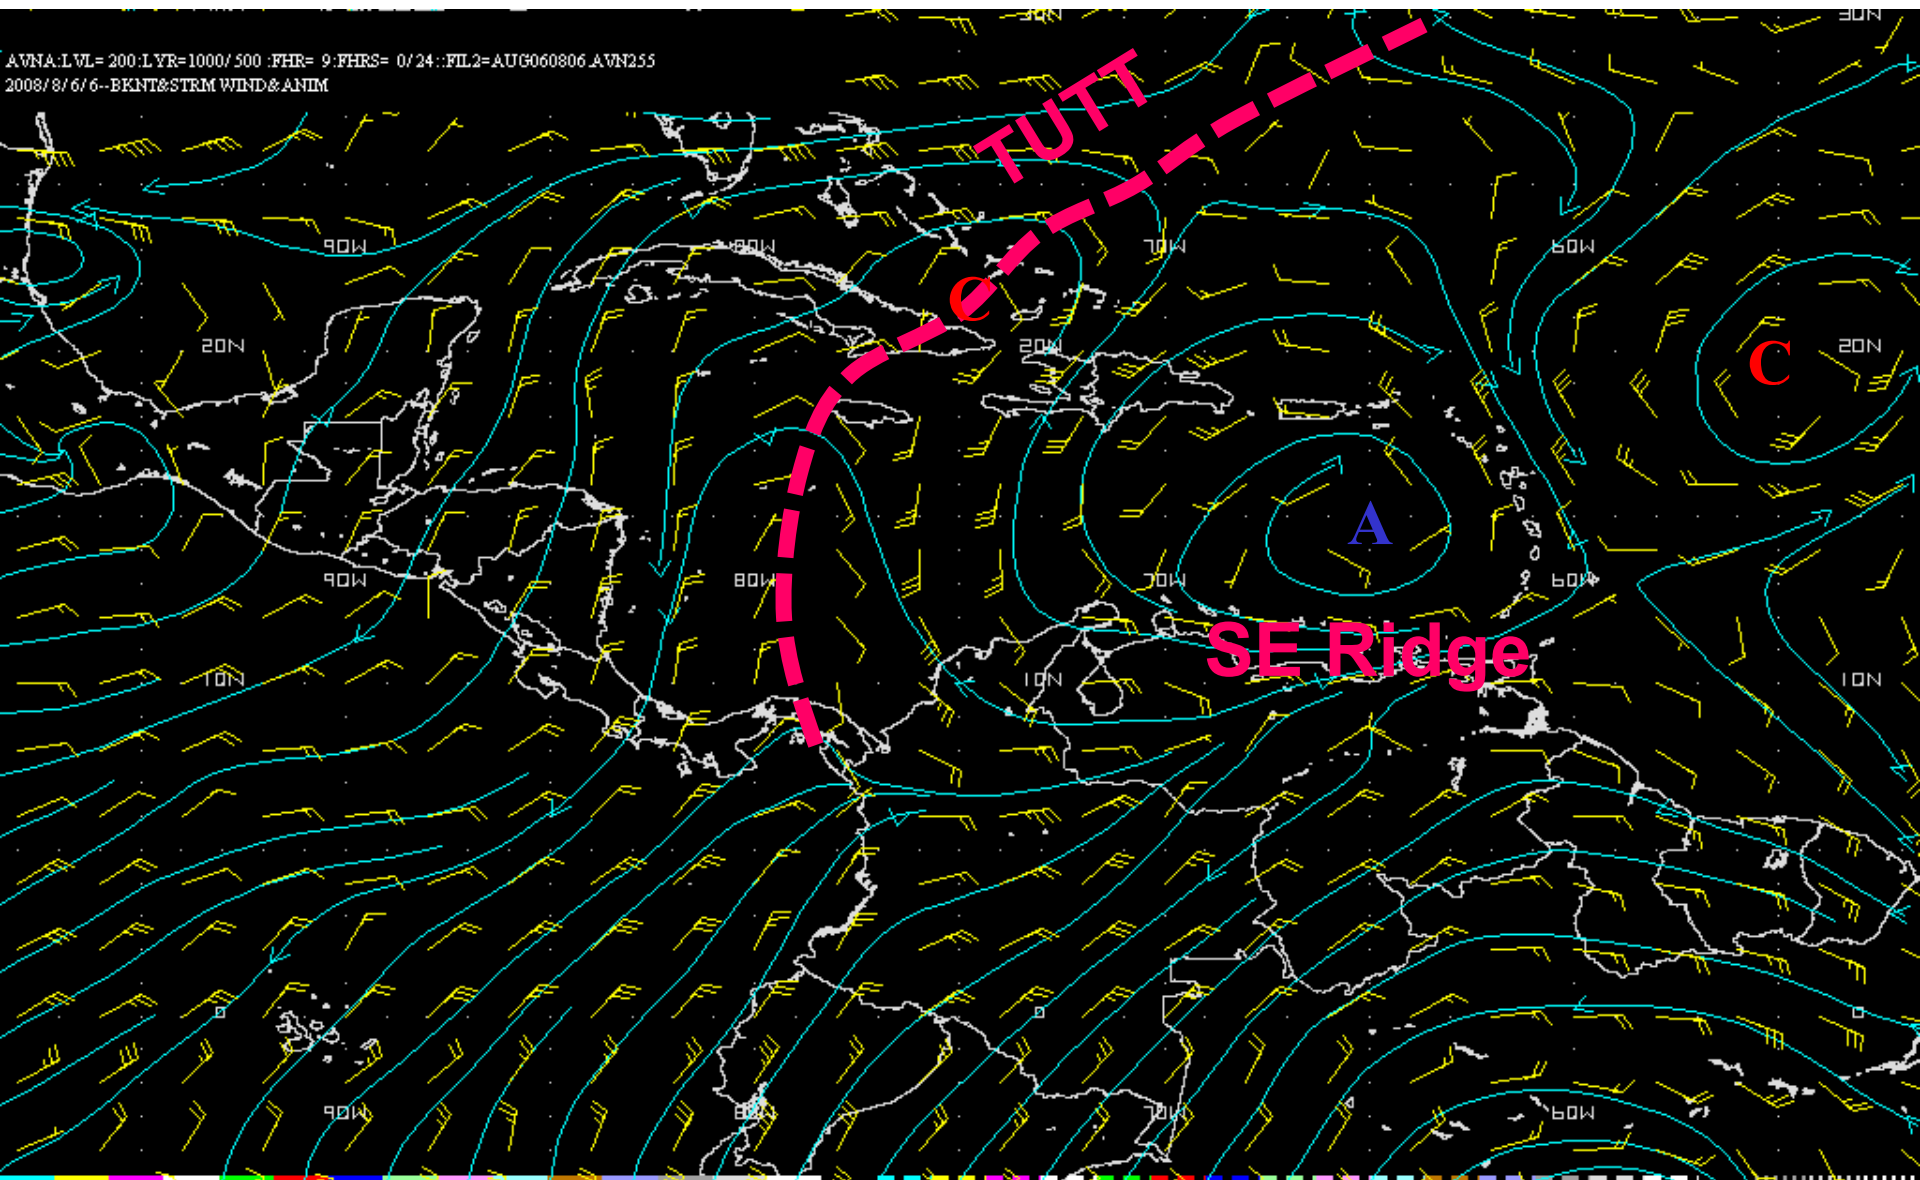 30N 30N
AVNA:LVL= 200:LYR=1000/ 500 :FHR= 9:FHRS= 0/ 24::FIL2=AUG060806.AVN255
2008/ 8/ 6/ 6--BKNT&STRM WIND&ANIM
TUTT
90W 80W 70W 60W
C
20N 20N 20N
C
A
90W 80W 70W 60W
SE Ridge
10N 10N 10N
0 0 0
90W 80W 70W 60W